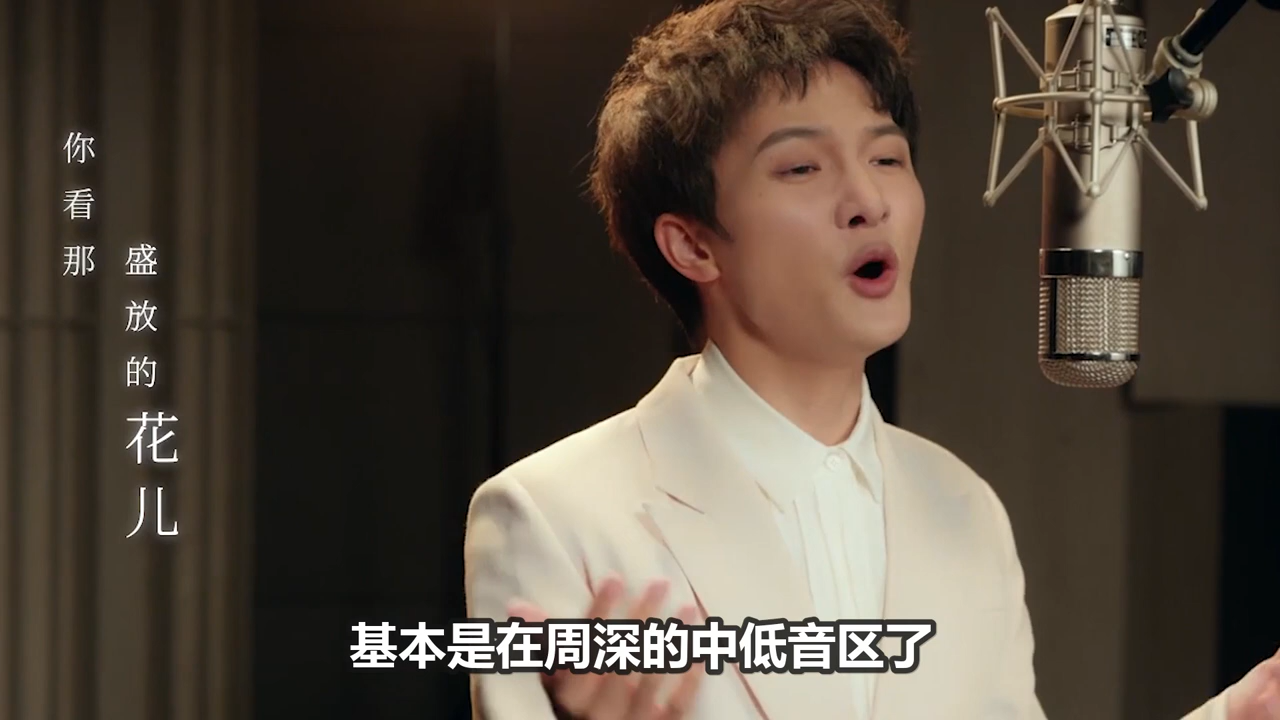 你看那
盛放的花儿
基本是在周深的中低音区了